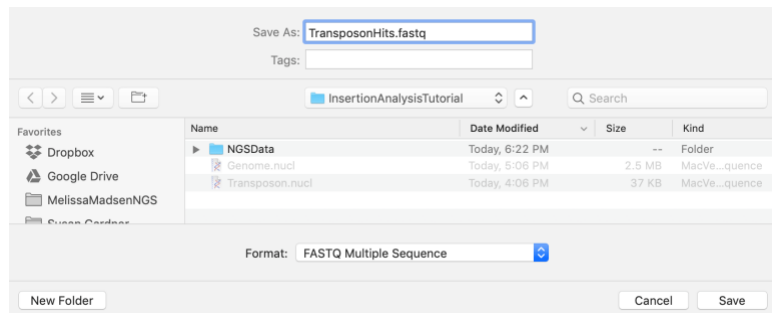 Save As: TransposonHits.fastq
Tags:
InsertionAnalysisTutorial
Search
Favorites
Name Date Modified Size Kind
Dropbox
NGSData Today, 6:22 PM -- Folder
Google Drive
Genome.nucl Today, 5:06 PM 2.5 MB MacVe...quence
MelissaMadsenNGS
Transposon.nucl Today, 4:06 PM 37 KB MacVe...quence
Susan Gardner
Format: FASTQ Multiple Sequence
New Folder Cancel Save